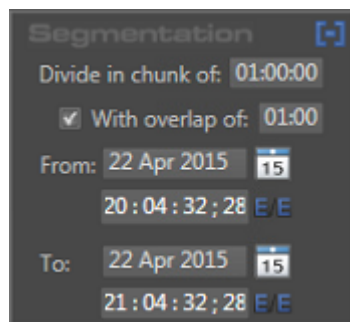 Segmentation [-]
Divide in chunk of: 01:00:00
With overlap of: 01:00
From: 22 Apr 2015 15
20:04:32;28 E/E
To: 22 Apr 2015 15
21:04:32;28 E/E